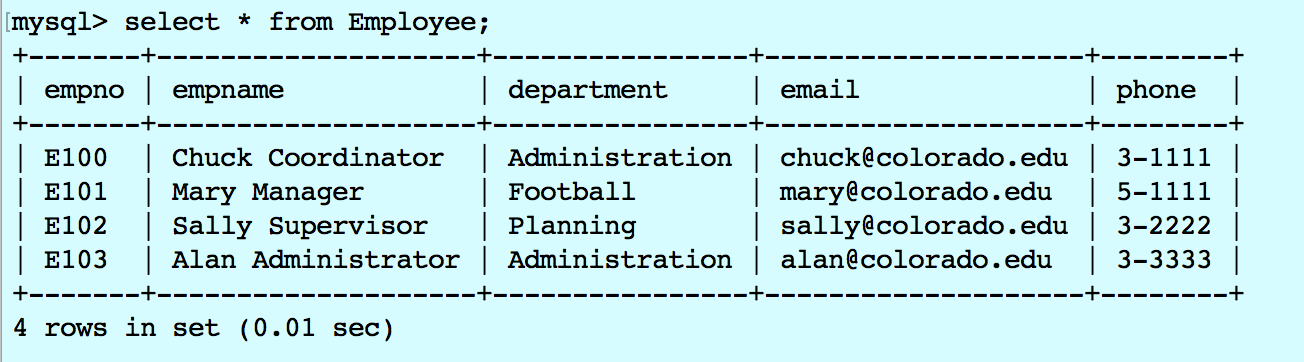 mysql> select * from Employee;
+-------+--------------------+----------------+--------------------+--------+
| empno | empname            | department     | email              | phone  |
+-------+--------------------+----------------+--------------------+--------+
| E100  | Chuck Coordinator  | Administration | chuck@colorado.edu | 3-1111 |
| E101  | Mary Manager       | Football       | mary@colorado.edu  | 5-1111 |
| E102  | Sally Supervisor   | Planning       | sally@colorado.edu | 3-2222 |
| E103  | Alan Administrator | Administration | alan@colorado.edu  | 3-3333 |
+-------+--------------------+----------------+--------------------+--------+
4 rows in set (0.01 sec)